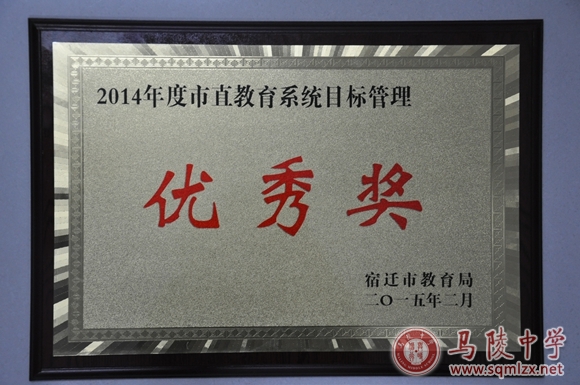 2014年度市直教育系统目标管理
优秀奖
宿迁市教育局
二〇一五年二月
马陵中学
www.sqmlzx.net